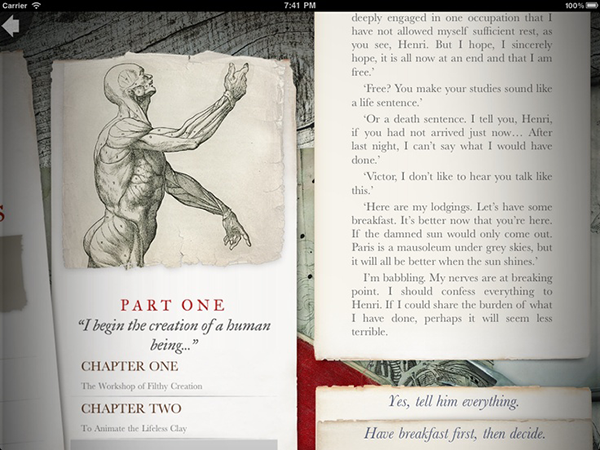 Carrier
7:41 PM
100%
S
PART ONE
“I begin the creation of a human
being...”
CHAPTER ONE
The Workshop of Filthy Creation
CHAPTER TWO
To Animate the Lifeless Clay
deeply engaged in one occupation that I
have not allowed myself sufficient rest, as
you see, Henri. But I hope, I sincerely
hope, it is all now at an end and that I am
free.’
‘Free? You make your studies sound like
a life sentence.’
‘Or a death sentence. I tell you, Henri,
if you had not arrived just now… After
last night, I can’t say what I would have
done.’
‘Victor, I don’t like to hear you talk like
this.’
‘Here are my lodgings. Let’s have some
breakfast. It’s better now that you’re here.
If the damned sun would only come out.
Paris is a mausoleum under grey skies, but
it will all be better when the sun shines.’
I’m babbling. My nerves are at breaking
point. I should confess everything to
Henri. If I could share the burden of what
I have done, perhaps it will seem less
terrible.
Yes, tell him everything.
Have breakfast first, then decide.